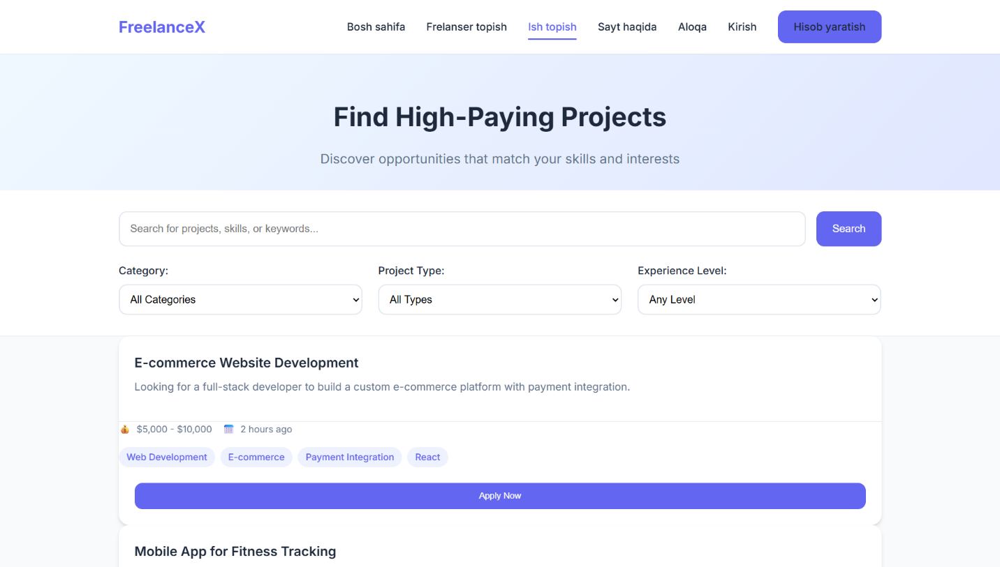 FreelanceX
Bosh sahifa
Frelanser topish
Ish topish
Sayt haqida
Aloqa
Kirish
Hisob yaratish
Find High-Paying Projects
Discover opportunities that match your skills and interests
Search for projects, skills, or keywords...
Search
Category:
Project Type:
Experience Level:
All Categories
All Types
Any Level
E-commerce Website Development
Looking for a full-stack developer to build a custom e-commerce platform with payment integration.
$5,000 - $10,000
2 hours ago
Web Development
E-commerce
Payment Integration
React
Apply Now
Mobile App for Fitness Tracking